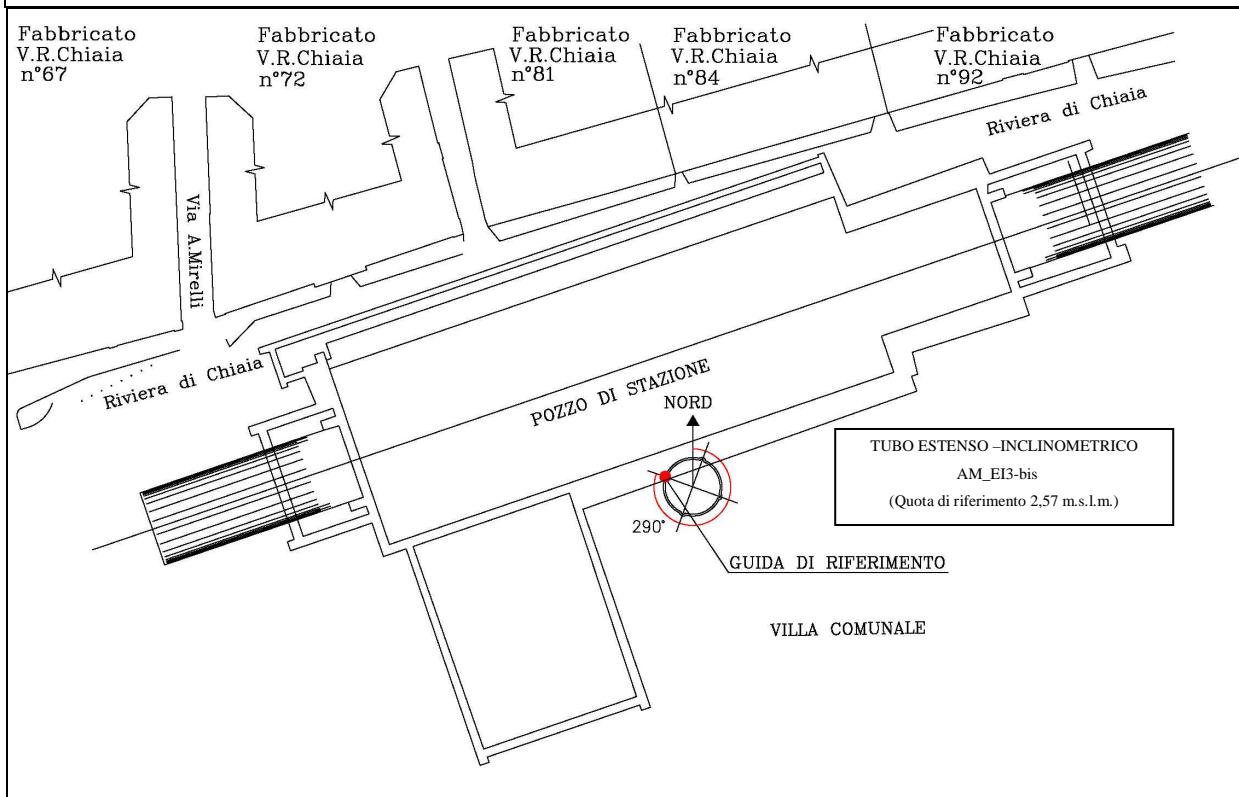 Fabbricato
V.R.Chiaia
n°67
Fabbricato
V.R.Chiaia
n°72
Fabbricato
V.R.Chiaia
n°81
Fabbricato
V.R.Chiaia
n°84
Fabbricato
V.R.Chiaia
n°92
Riviera di Chiaia
Via A.Mirelli
Riviera di Chiaia
POZZO DI STAZIONE
NORD
TUBO ESTENSO –INCLINOMETRICO
AM_EI3-bis
(Quota di riferimento 2,57 m.s.l.m.)
290°
GUIDA DI RIFERIMENTO
VILLA COMUNALE